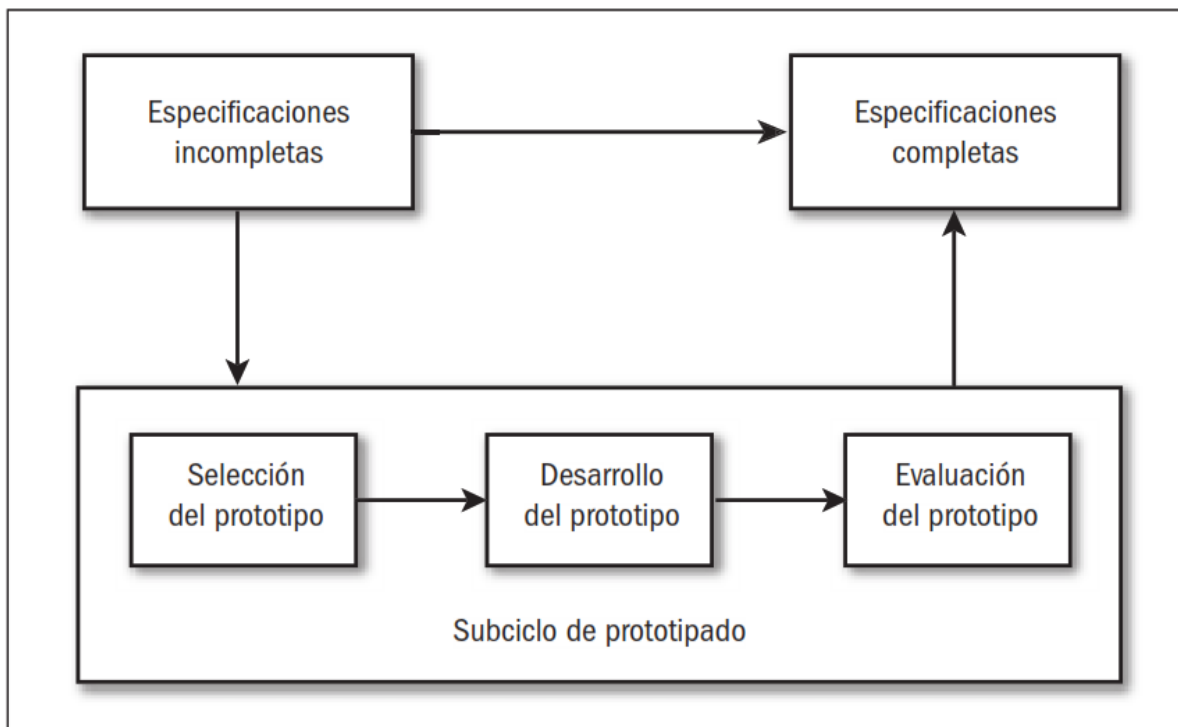 Especificaciones
incompletas
Especificaciones
completas
Selección
del prototipo
Desarrollo
del prototipo
Evaluación
del prototipo
Subciclo de prototipado